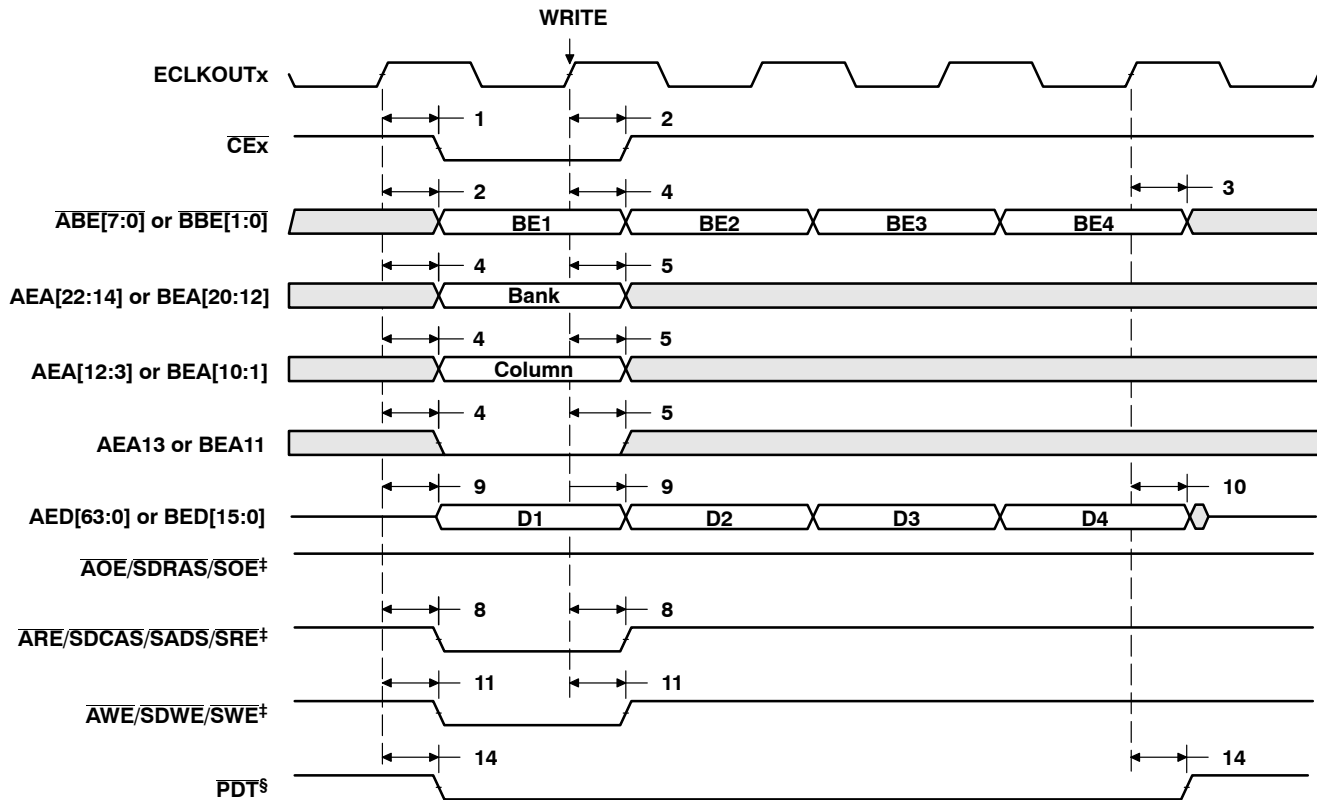 WRITE
ECLKOUTx
1 2
CEx
2 4 3
ABE[7:0] or BBE[1:0] BE1 BE2 BE3 BE4
4 5
AEA[22:14] or BEA[20:12] Bank
4 5
AEA[12:3] or BEA[10:1] Column
4 5
AEA13 or BEA11
9 9 10
AED[63:0] or BED[15:0] D1 D2 D3 D4
AOE/SDRAS/SOE‡
8 8
ARE/SDCAS/SADS/SRE‡
11 11
AWE/SDWE/SWE‡
14 14
PDT§